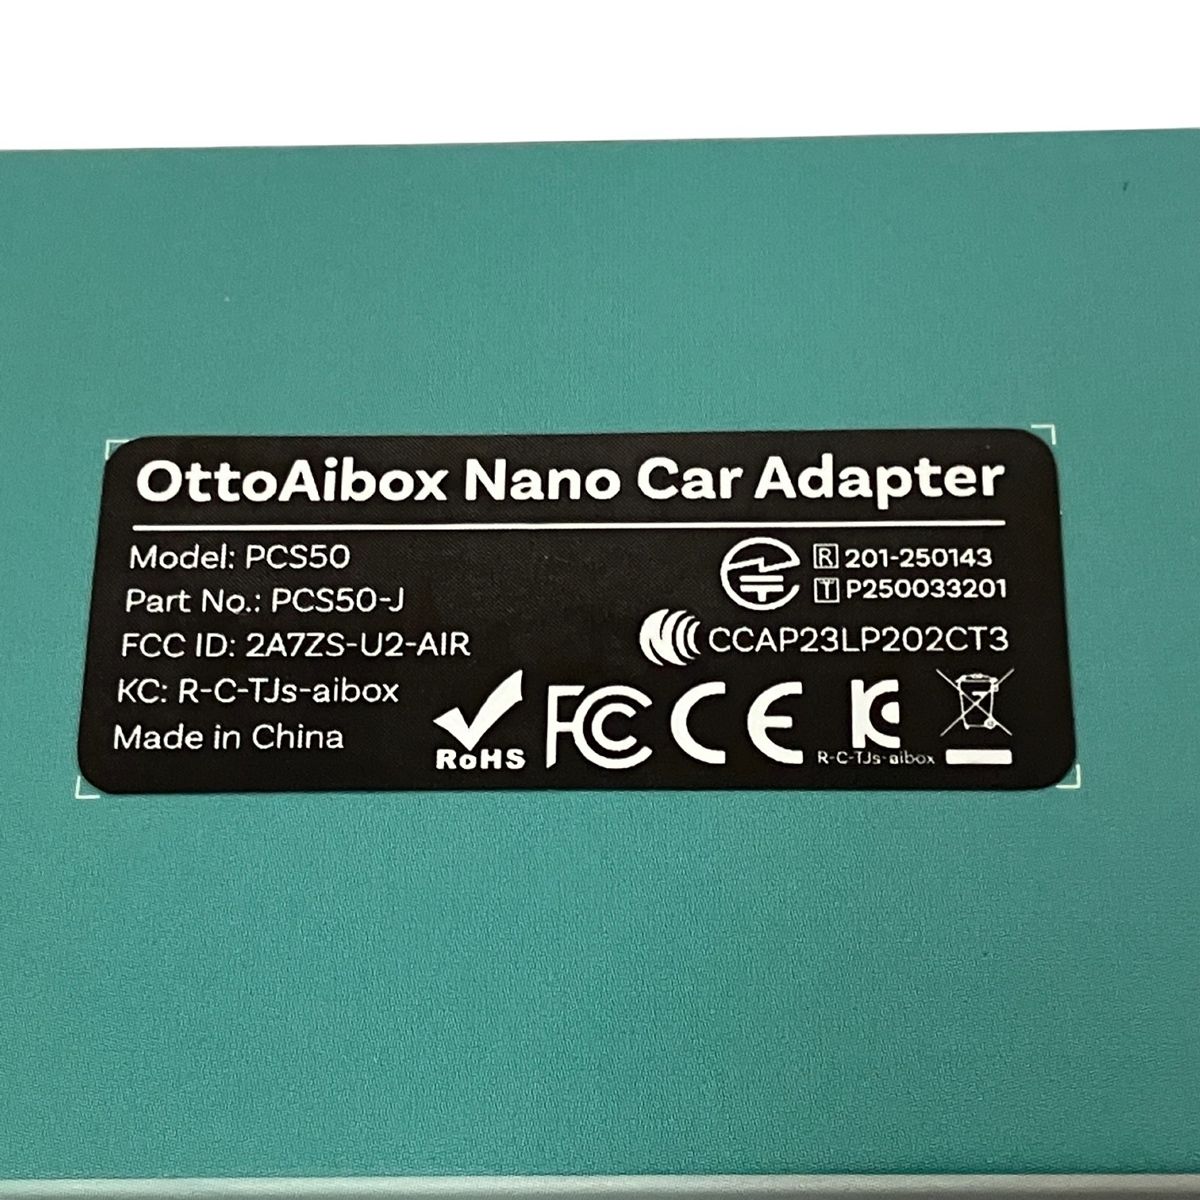 OttoAibox Nano Car Adapter
Model: PCS50
Part No.: PCS50-J
FCC ID: 2A7ZS-U2-AIR
KC: R-C-TJs-aibox
Made in China
R 201-250143
T P250033201
CCAP23LP202CT3
RoHS FC CE KC
R-C-TJs-aibox